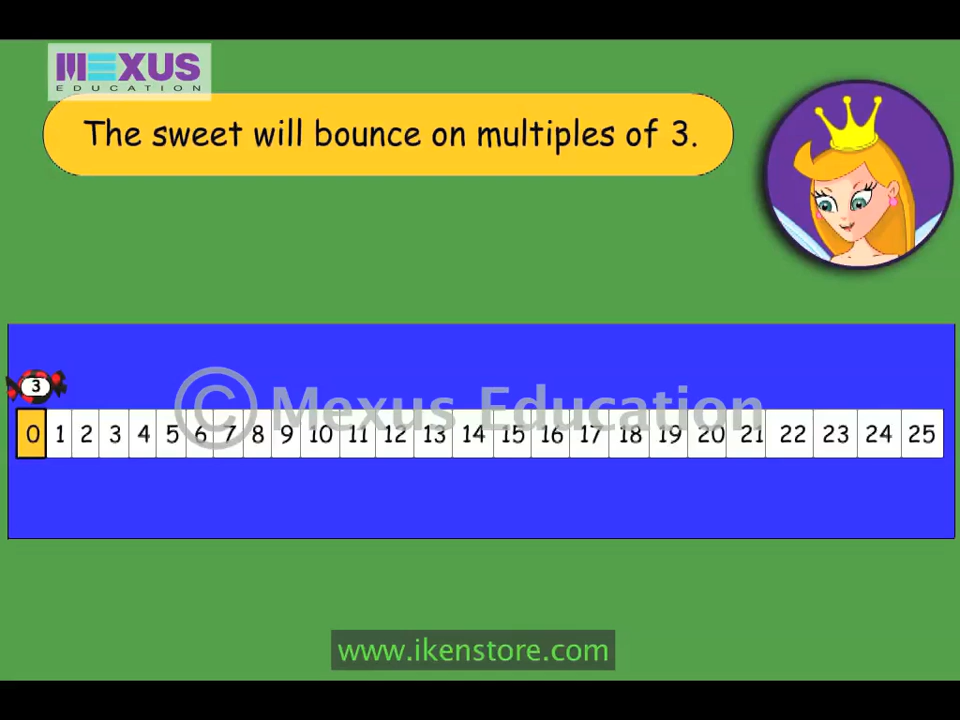 MEXUS
EDUCATION
The sweet will bounce on multiples of 3.
3
© Mexus Education
0 1 2 3 4 5 6 7 8 9 10 11 12 13 14 15 16 17 18 19 20 21 22 23 24 25
www.ikenstore.com